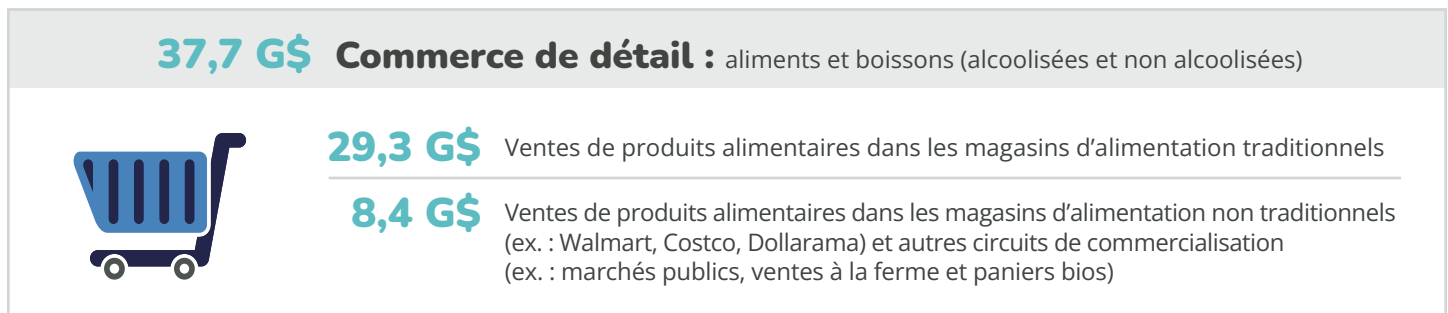 37,7 G$ Commerce de détail : aliments et boissons (alcoolisées et non alcoolisées)
29,3 G$ Ventes de produits alimentaires dans les magasins d’alimentation traditionnels
8,4 G$ Ventes de produits alimentaires dans les magasins d’alimentation non traditionnels
(ex. : Walmart, Costco, Dollarama) et autres circuits de commercialisation
(ex. : marchés publics, ventes à la ferme et paniers bios)